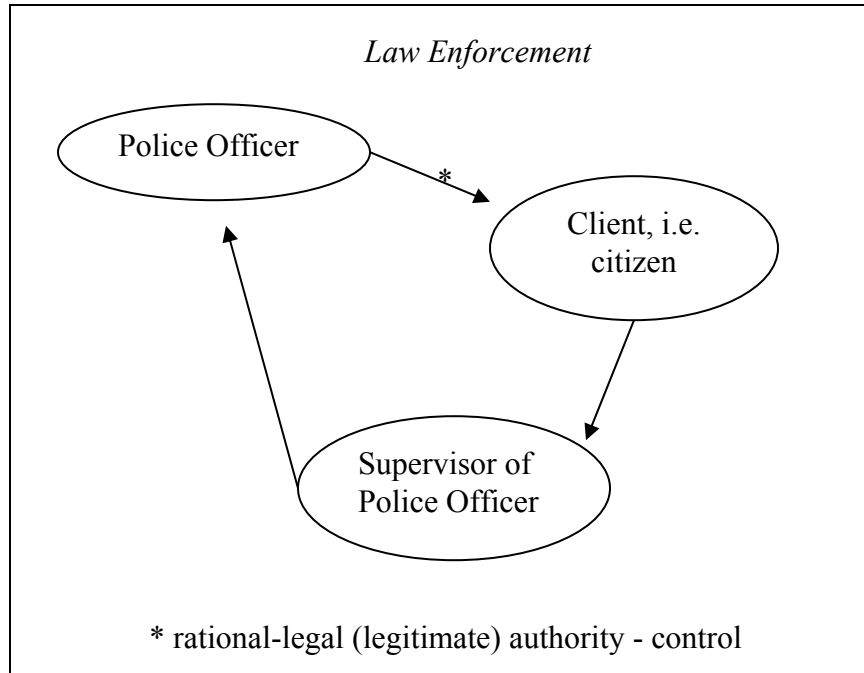 Law Enforcement
Police Officer
*
Client, i.e.
citizen
Supervisor of
Police Officer
* rational-legal (legitimate) authority - control